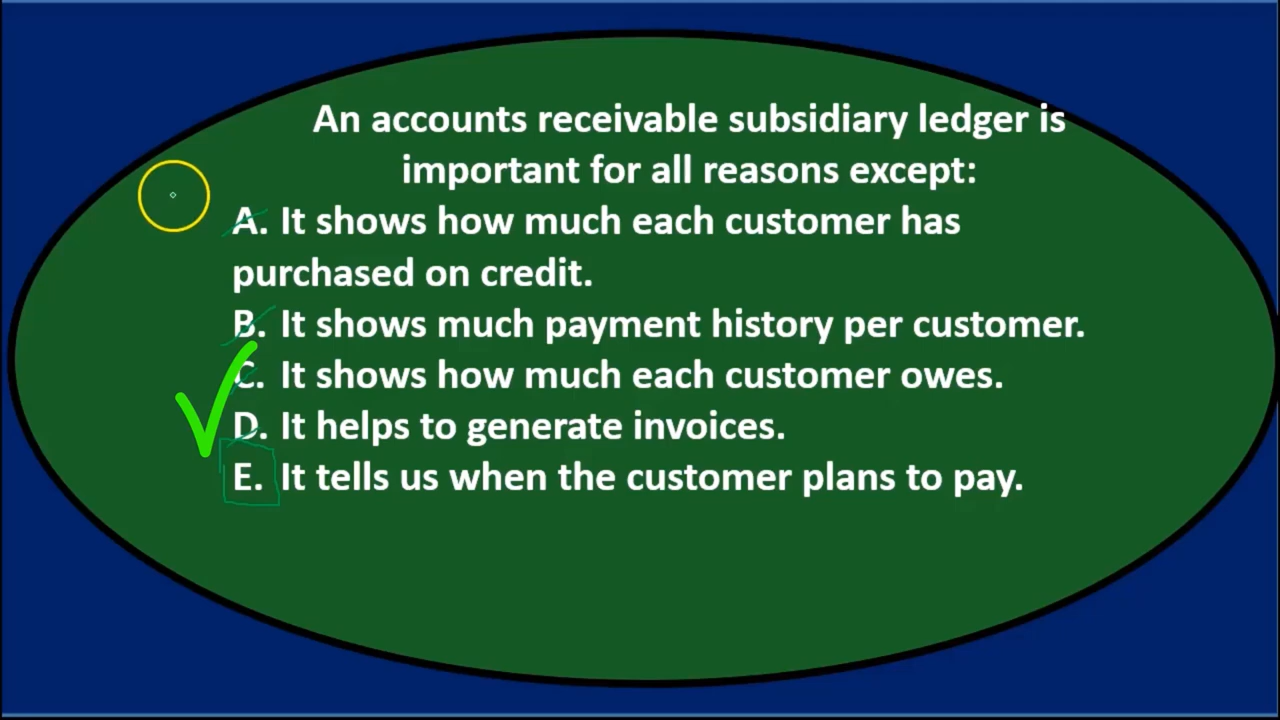 An accounts receivable subsidiary ledger is
important for all reasons except:
A. It shows how much each customer has
purchased on credit.
B. It shows much payment history per customer.
C. It shows how much each customer owes.
D. It helps to generate invoices.
E. It tells us when the customer plans to pay.